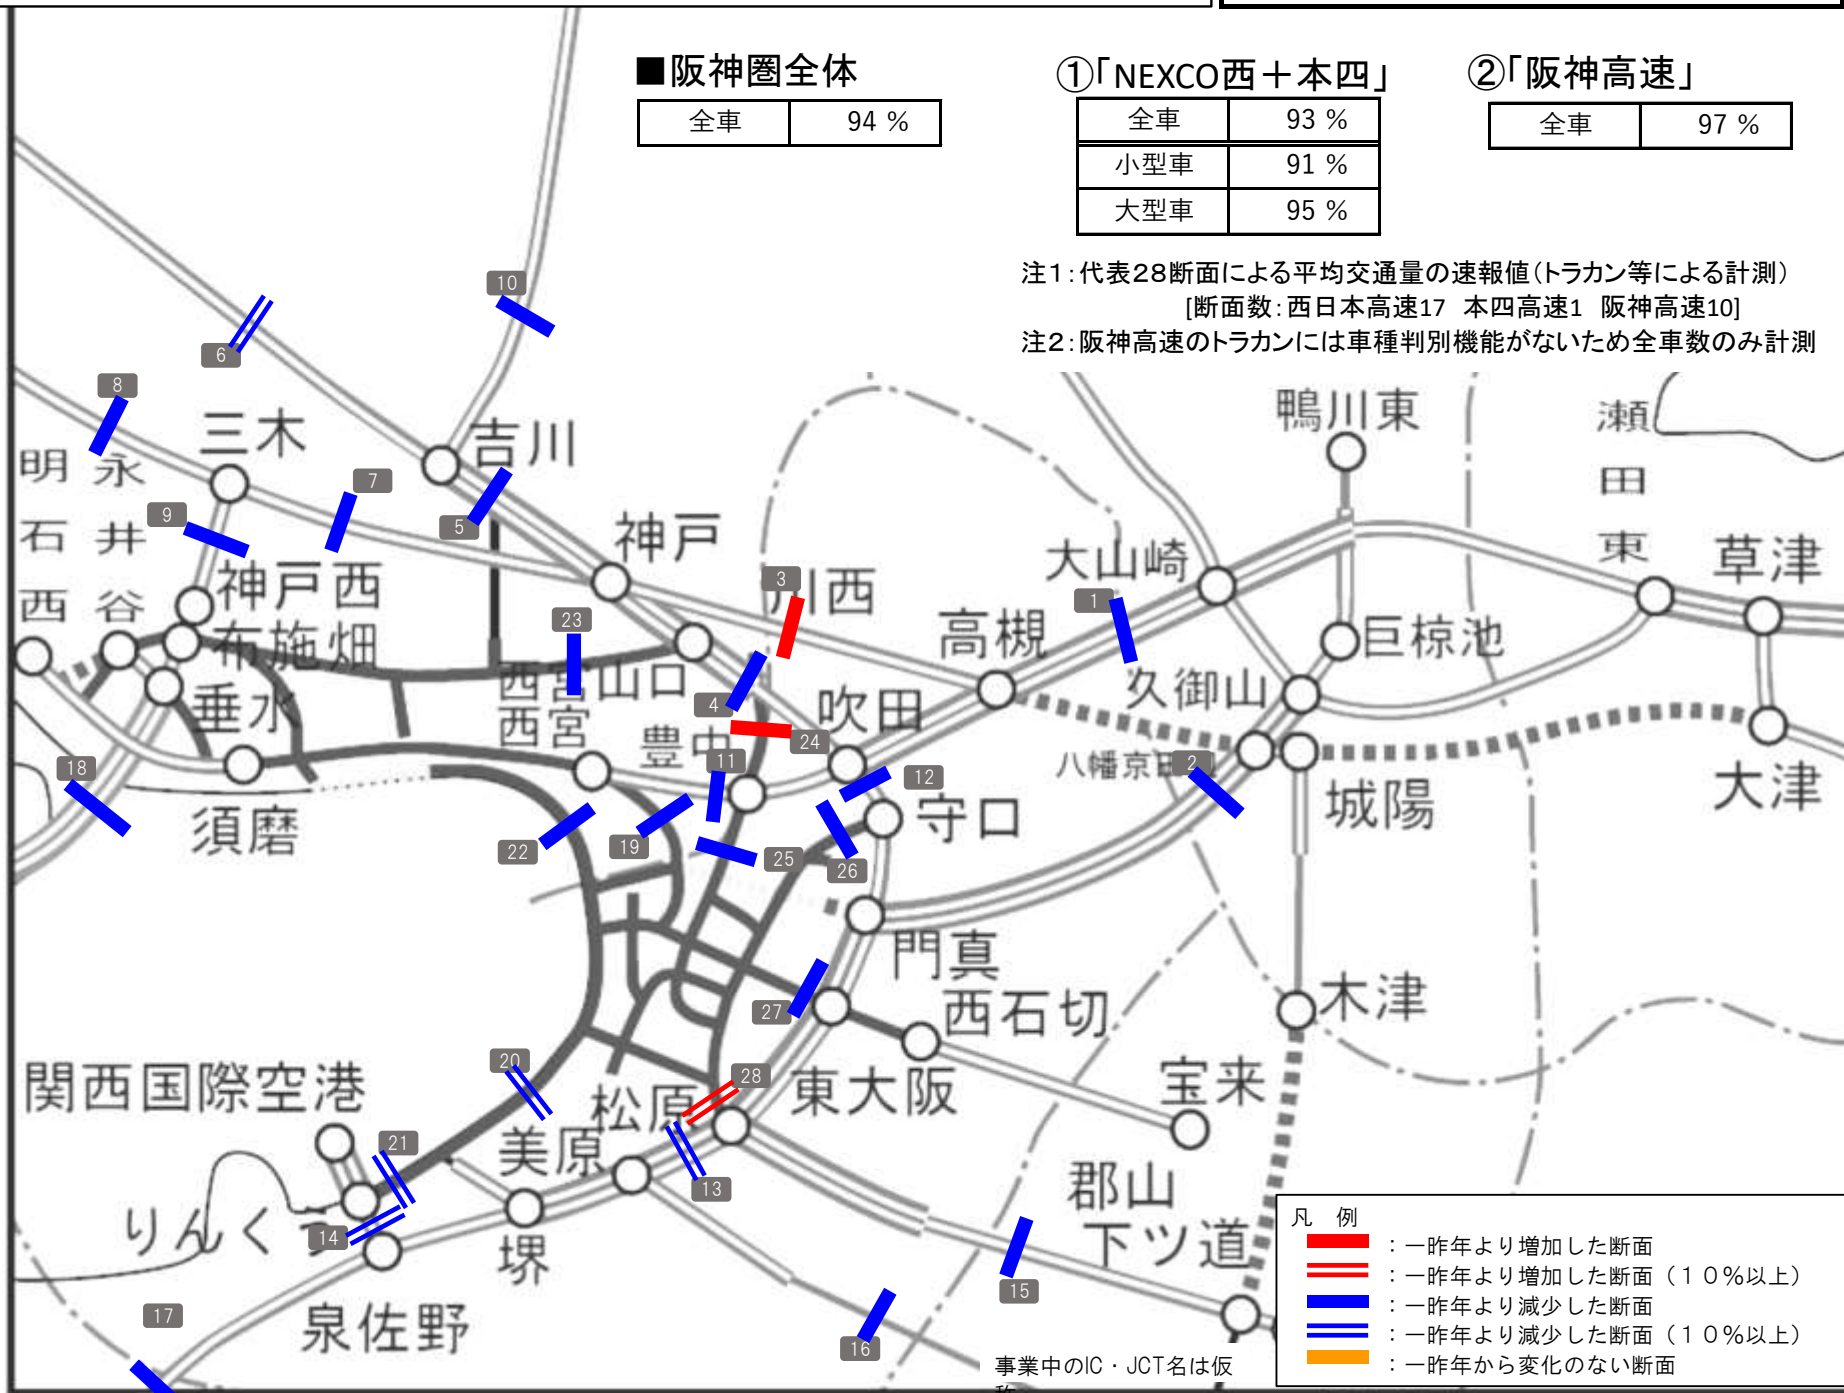 ■阪神圏全体
全車 94 %
①「NEXCO西＋本四」
全車 93 %
小型車 91 %
大型車 95 %
②「阪神高速」
全車 97 %
注1：代表28断面による平均交通量の速報値（トラカン等による計測）
[断面数：西日本高速17 本四高速1 阪神高速10]
注2：阪神高速のトラカンには車種判別機能がないため全車数のみ計測
10
6
8
三木
吉川
鴨川東
瀬田東
明石西
永井谷
7
9
5
神戸
神戸西
布施畑
大山崎
草津
3
川西
1
23
高槻
巨椋池
西宮山口
久御山
4
吹田
垂水
西宮
豊中
24
11
八幡京田
2
12
18
城陽
大津
須磨
守口
22
19
25
26
門真
木津
27
西石切
20
宝来
関西国際空港
28
松原
東大阪
21
美原
13
郡山
下ツ道
りんくう
14
堺
15
17
泉佐野
16
事業中のIC・JCT名は仮
凡 例
：一昨年より増加した断面
：一昨年より増加した断面（１０％以上）
：一昨年より減少した断面
：一昨年より減少した断面（１０％以上）
：一昨年から変化のない断面